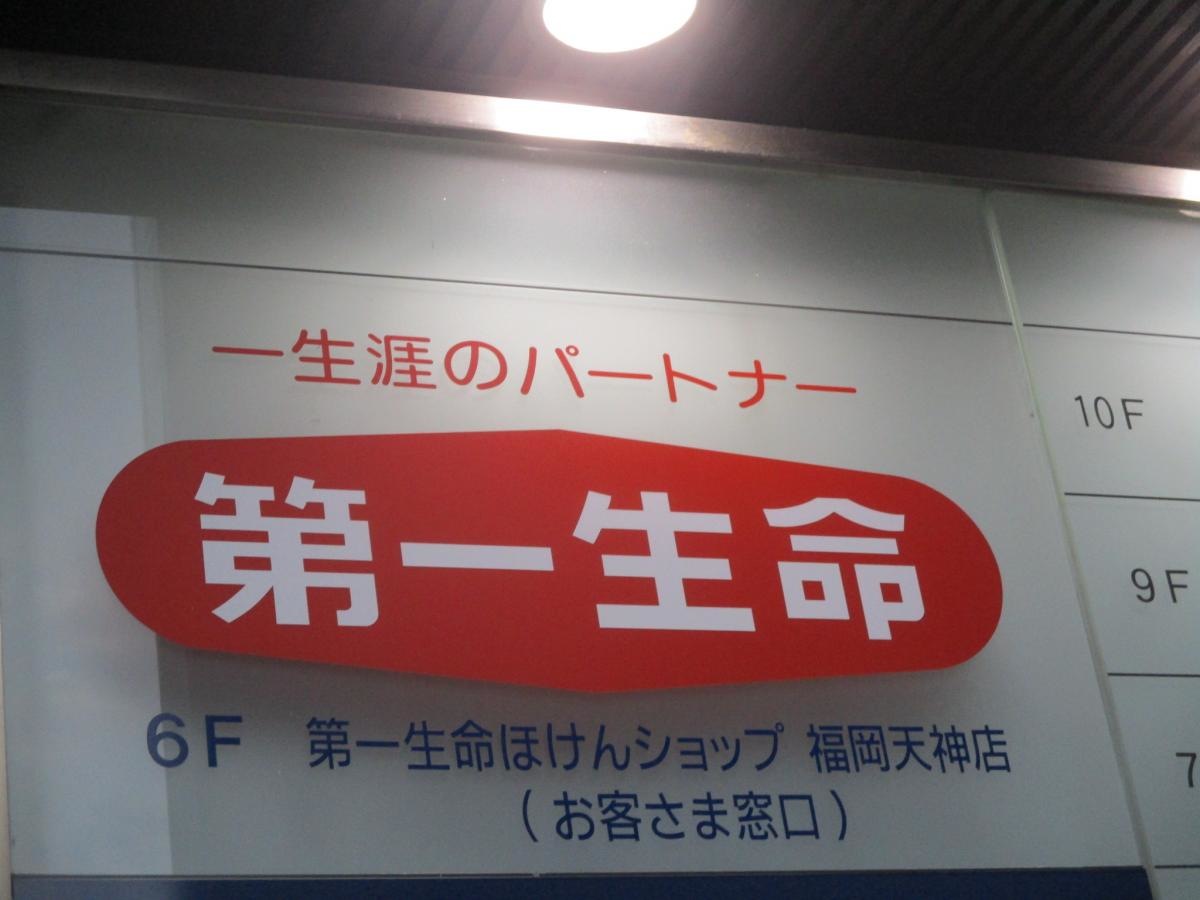 一生涯のパートナー
第一生命
6F 第一生命ほけんショップ 福岡天神店
(お客さま窓口)
10F
9F
7